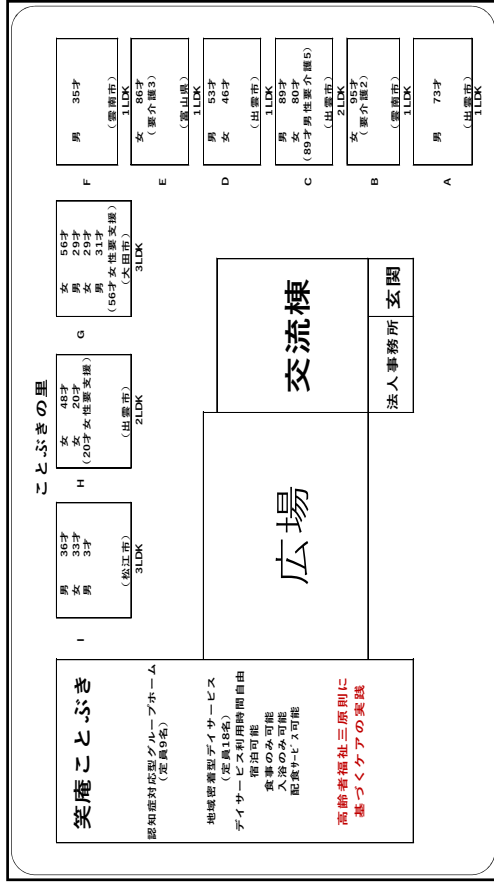 ことぶきの里
笑庵ことぶき
認知症対応型グループホーム
（定員9名）
地域密着型デイサービス
（定員18名）
デイサービス利用時間自由
宿泊可能
食事のみ可能
入浴のみ可能
配食ｻｰﾋﾞｽ可能
高齢者福祉三原則に
基づくケアの実践
I
男 36才
女 33才
男 3才
（松江市）
3LDK
H
女 48才
女 20才
（20才女性要支援）
（出雲市）
2LDK
G
女 56才
男 29才
女 29才
男 31才
（56才女性要支援）
（大田市）
3LDK
F
男 35才
（雲南市）
1LDK
E
女 86才
（要介護3）
（富山県）
1LDK
D
男 53才
女 46才
（出雲市）
1LDK
C
男 89才
女 80才
（89才男性要介護5）
（出雲市）
2LDK
B
女 95才
（要介護2）
（雲南市）
1LDK
A
男 73才
（出雲市）
1LDK
広場
交流棟
法人事務所
玄関